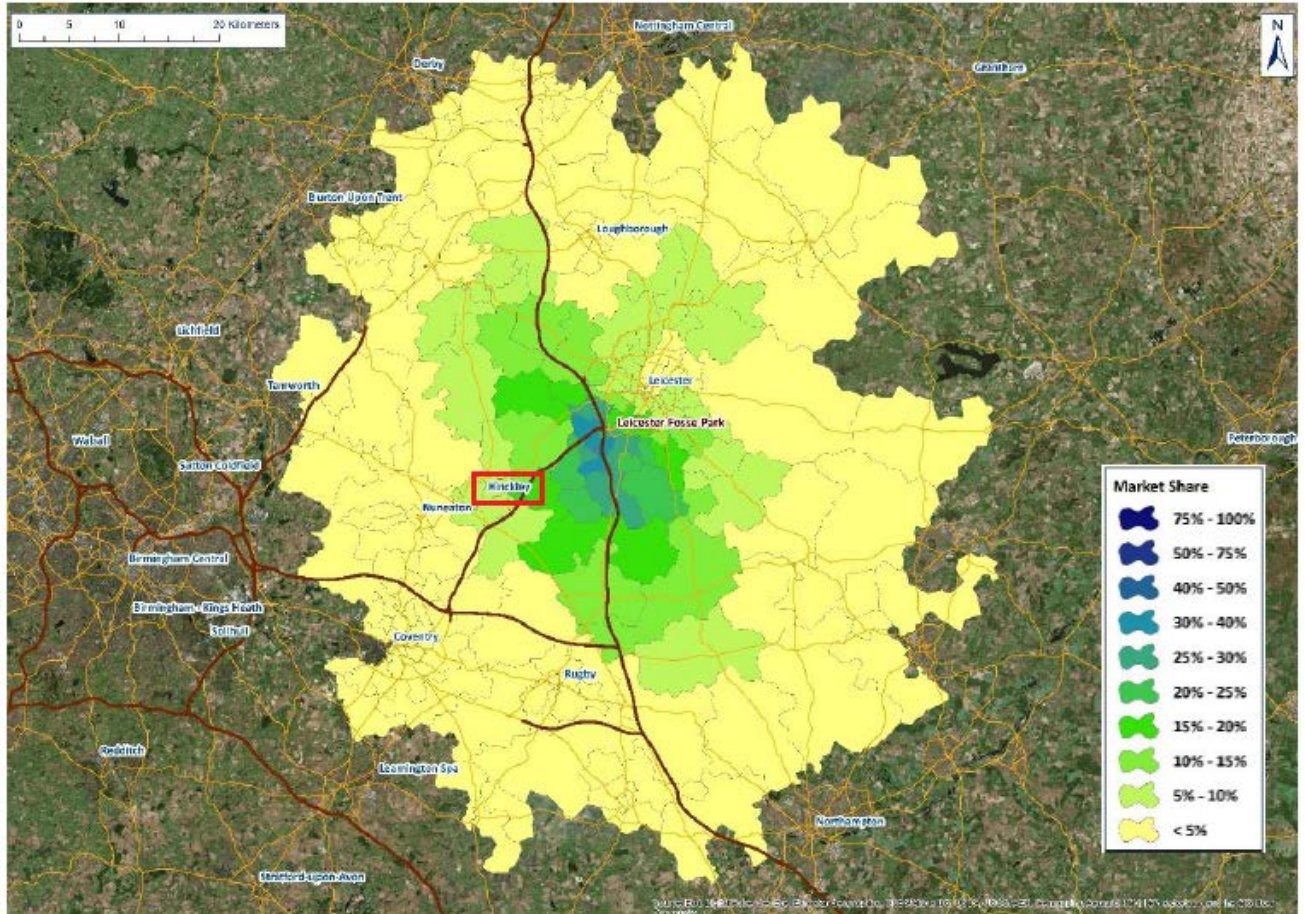 0 5 10 20 Kilometers
N
Nottingham Central
Derby
Grantham
Burton Upon Trent
Loughborough
Lichfield
Tamworth
Leicester
Leicester Fosse Park
Walsall
Sutton Coldfield
Peterborough
Hinckley
Nuneaton
Birmingham Central
Birmingham - Kings Heath
Solihull
Coventry
Rugby
Redditch
Leamington Spa
Northampton
Stratford-upon-Avon
Market Share
75% - 100%
50% - 75%
40% - 50%
30% - 40%
25% - 30%
20% - 25%
15% - 20%
10% - 15%
5% - 10%
< 5%